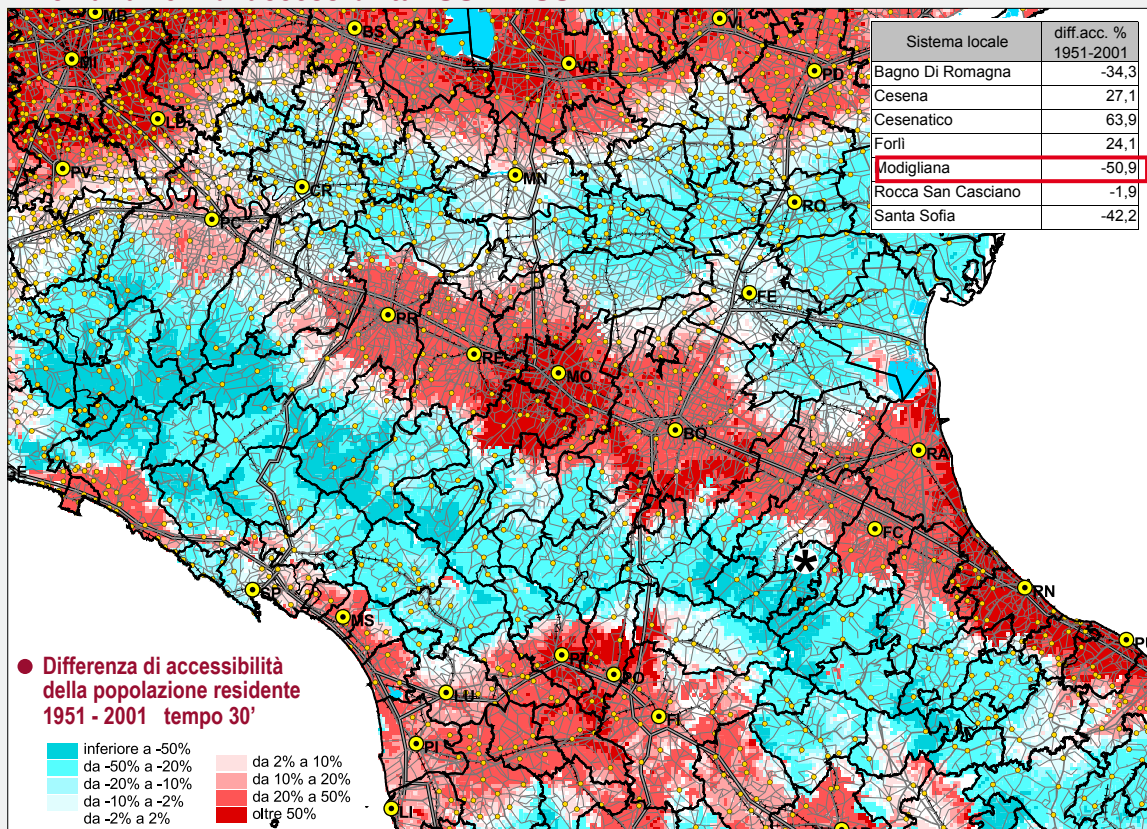 Sistema locale diff.acc. % 1951-2001
Bagno Di Romagna -34,3
Cesena 27,1
Cesenatico 63,9
Forlì 24,1
Modigliana -50,9
Rocca San Casciano -1,9
Santa Sofia -42,2
MB
BS
VI
MI
VR
PD
LO
PV
CR
MN
RO
PC
FE
PR
RE
MO
BO
RA
GE
FC
*
SP
RN
MS
PT
PO
LU
FI
PI
LI
Differenza di accessibilità
della popolazione residente
1951 - 2001 tempo 30'
inferiore a -50%
da -50% a -20%
da -20% a -10%
da -10% a -2%
da -2% a 2%
da 2% a 10%
da 10% a 20%
da 20% a 50%
oltre 50%